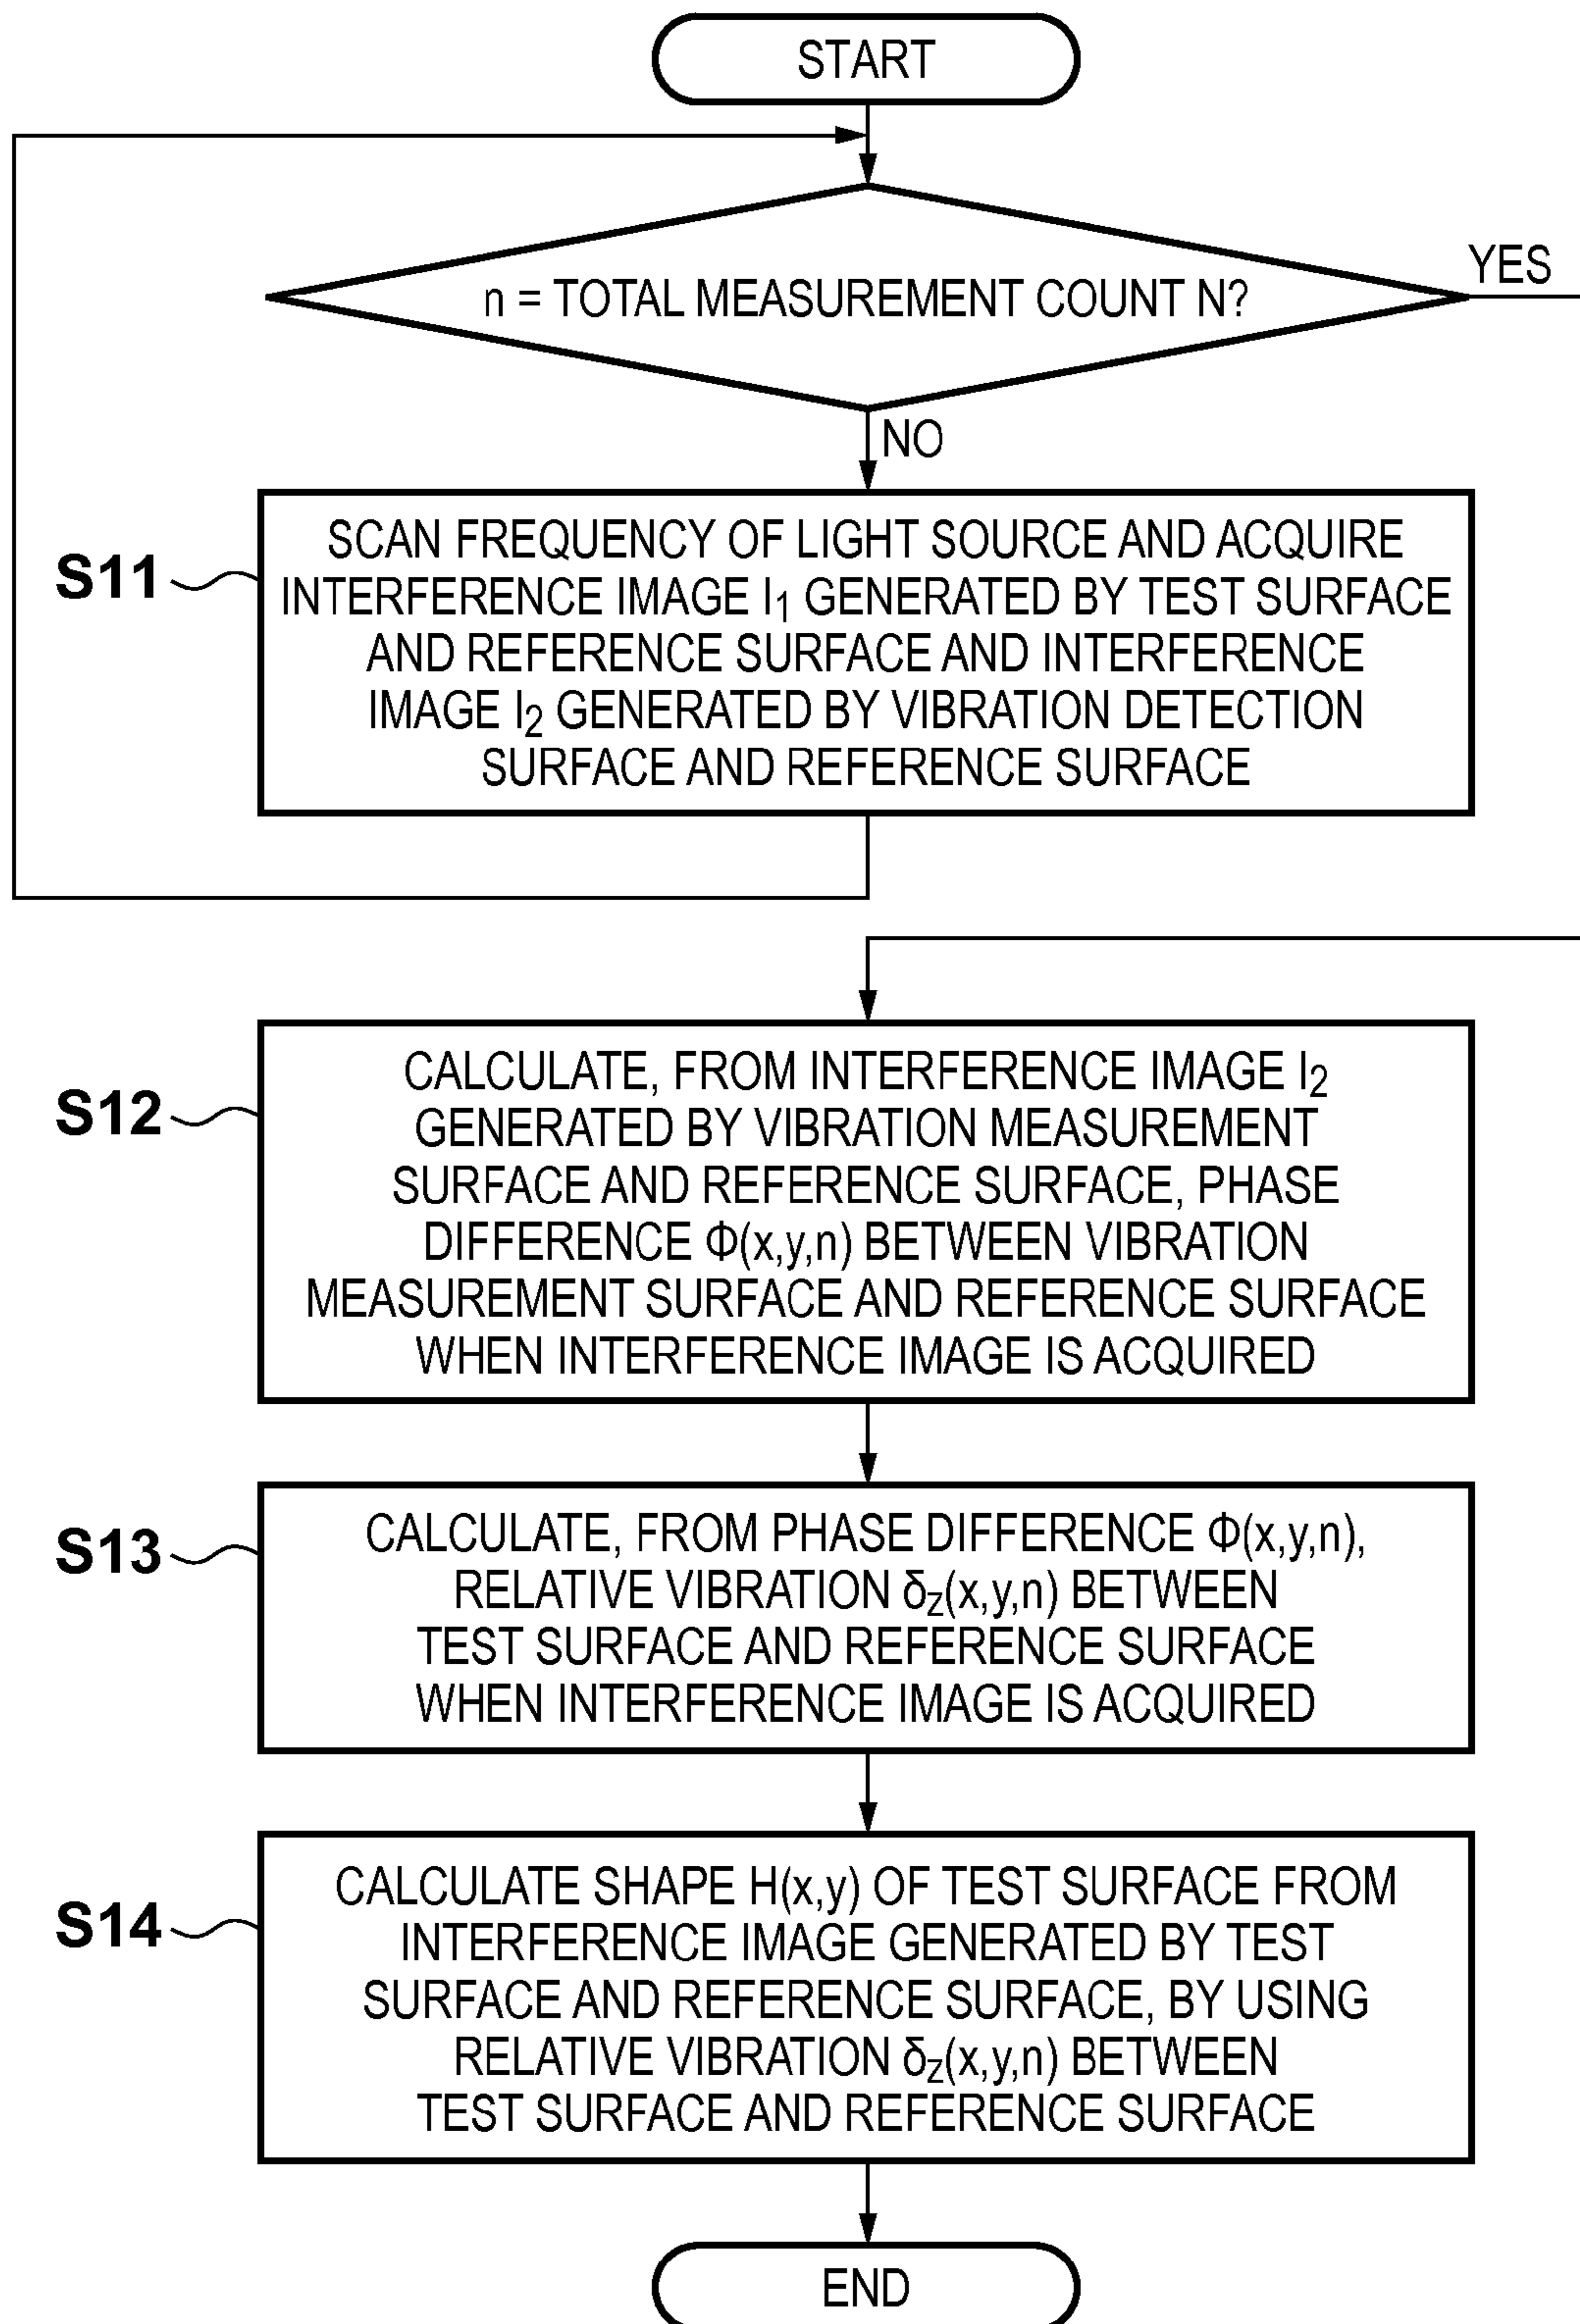 START
n = TOTAL MEASUREMENT COUNT N?
YES
NO
S11
SCAN FREQUENCY OF LIGHT SOURCE AND ACQUIRE
INTERFERENCE IMAGE I₁ GENERATED BY TEST SURFACE
AND REFERENCE SURFACE AND INTERFERENCE
IMAGE I₂ GENERATED BY VIBRATION DETECTION
SURFACE AND REFERENCE SURFACE
S12
CALCULATE, FROM INTERFERENCE IMAGE I₂
GENERATED BY VIBRATION MEASUREMENT
SURFACE AND REFERENCE SURFACE, PHASE
DIFFERENCE Φ(x,y,n) BETWEEN VIBRATION
MEASUREMENT SURFACE AND REFERENCE SURFACE
WHEN INTERFERENCE IMAGE IS ACQUIRED
S13
CALCULATE, FROM PHASE DIFFERENCE Φ(x,y,n),
RELATIVE VIBRATION δz(x,y,n) BETWEEN
TEST SURFACE AND REFERENCE SURFACE
WHEN INTERFERENCE IMAGE IS ACQUIRED
S14
CALCULATE SHAPE H(x,y) OF TEST SURFACE FROM
INTERFERENCE IMAGE GENERATED BY TEST
SURFACE AND REFERENCE SURFACE, BY USING
RELATIVE VIBRATION δz(x,y,n) BETWEEN
TEST SURFACE AND REFERENCE SURFACE
END